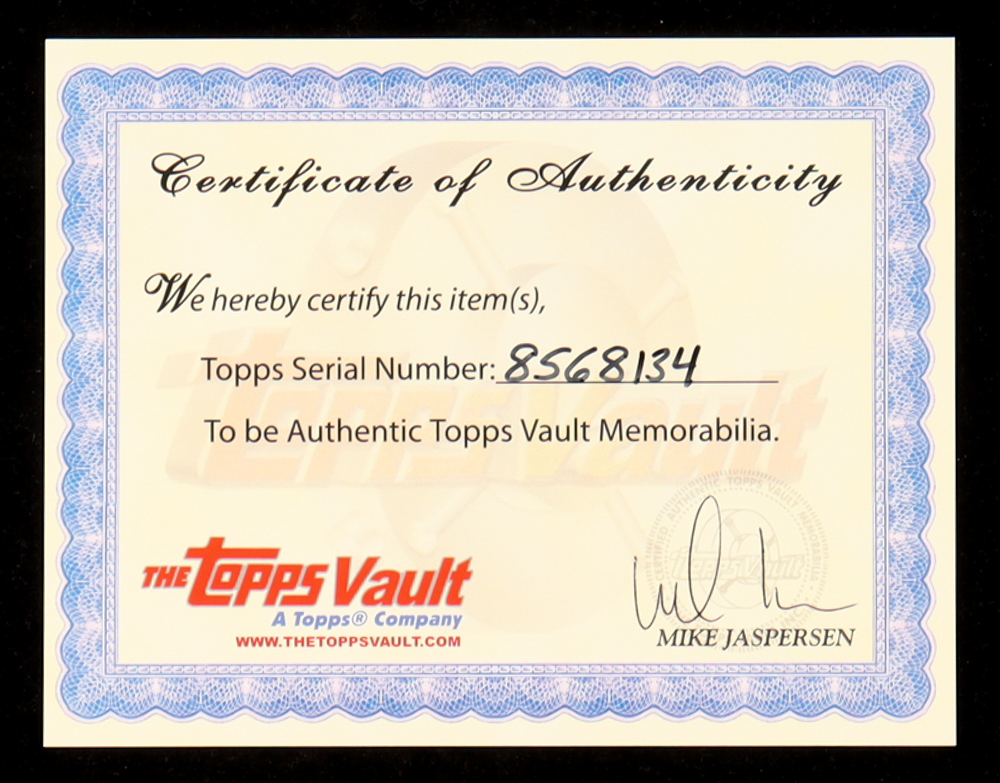 Certificate of Authenticity
We hereby certify this item(s),
Topps Serial Number: 8568134
To be Authentic Topps Vault Memorabilia.
THE Topps Vault
A Topps® Company
WWW.THETOPPSVAULT.COM
MIKE JASPERSEN